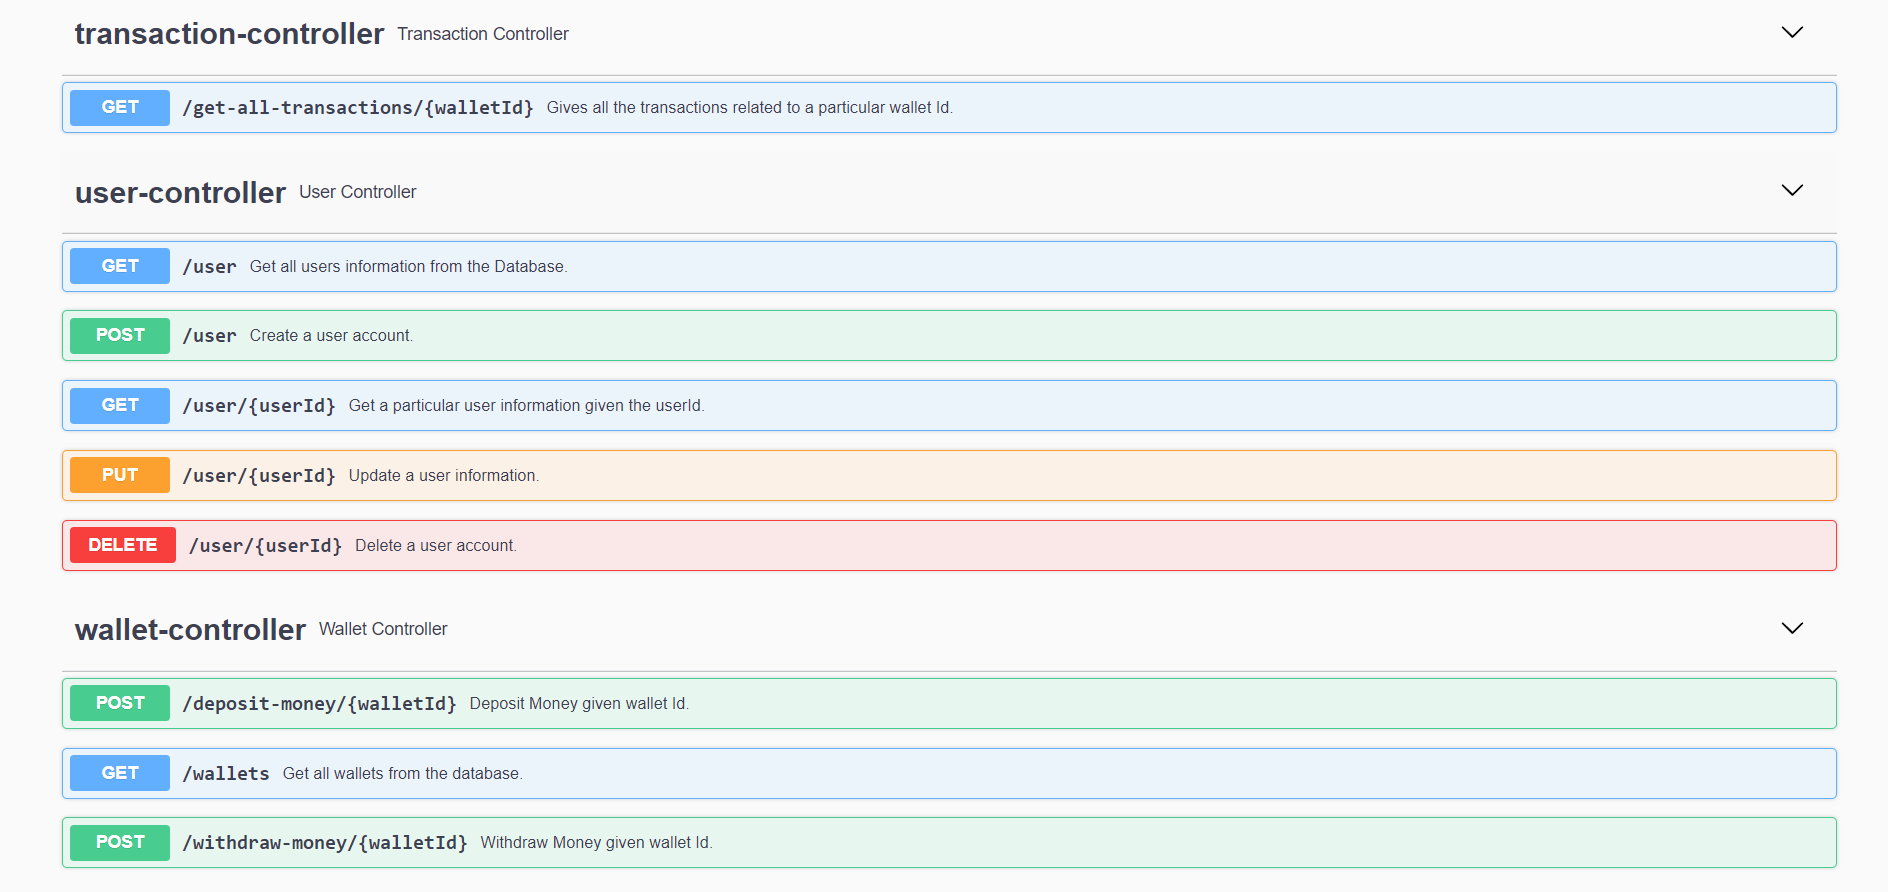 transaction-controller Transaction Controller
GET /get-all-transactions/{walletId} Gives all the transactions related to a particular wallet Id.
user-controller User Controller
GET /user Get all users information from the Database.
POST /user Create a user account.
GET /user/{userId} Get a particular user information given the userId.
PUT /user/{userId} Update a user information.
DELETE /user/{userId} Delete a user account.
wallet-controller Wallet Controller
POST /deposit-money/{walletId} Deposit Money given wallet Id.
GET /wallets Get all wallets from the database.
POST /withdraw-money/{walletId} Withdraw Money given wallet Id.